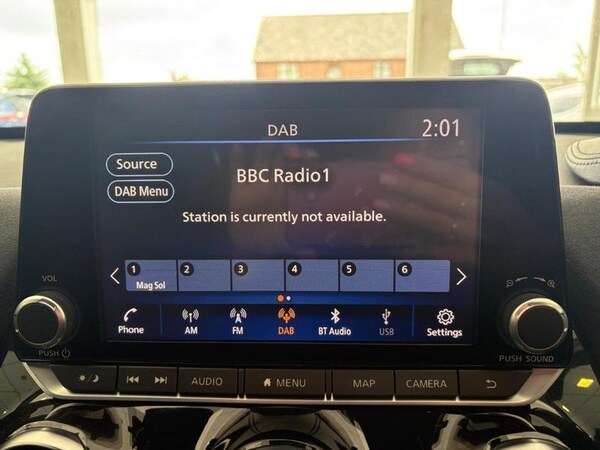 DAB 2:01
Source
BBC Radio1
DAB Menu
Station is currently not available.
1 2 3 4 5 6
Mag Sol
VOL
Phone AM FM DAB BT Audio USB Settings
PUSH
PUSH SOUND
AUDIO MENU MAP CAMERA